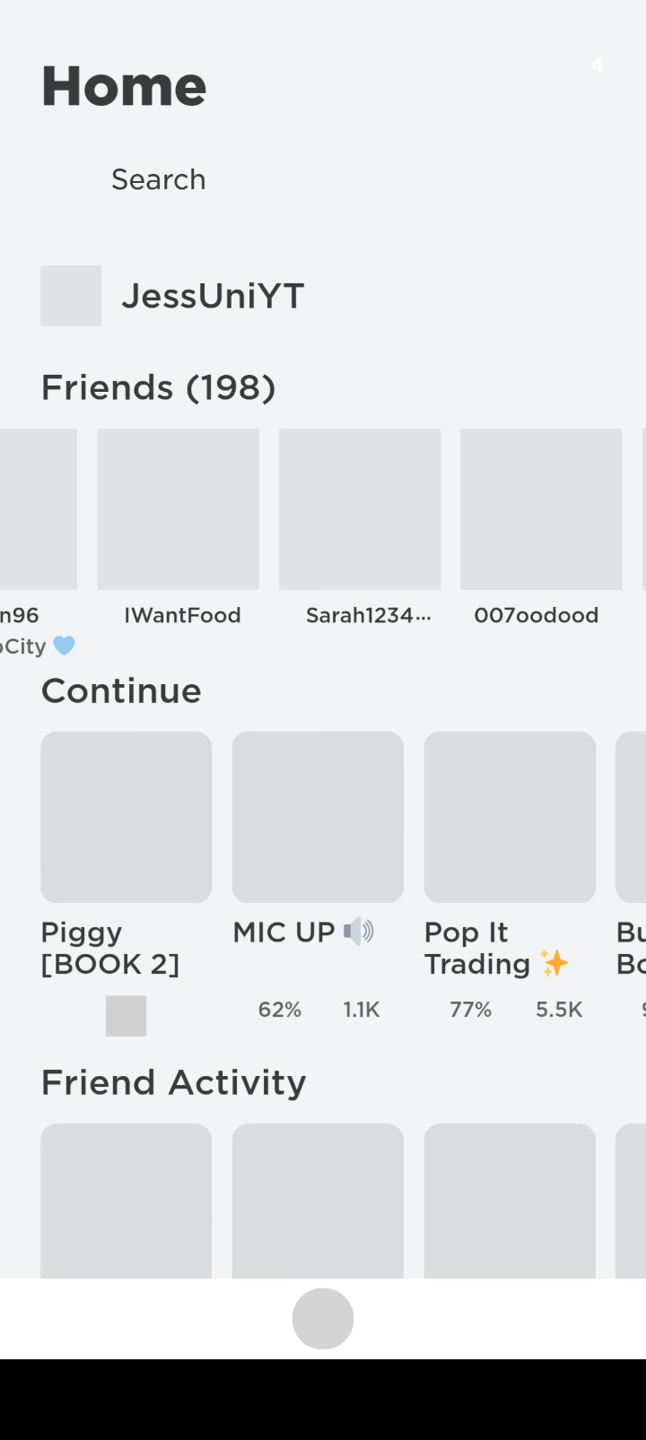 Home
4
Search
JessUniYT
Friends (198)
n96
IWantFood
Sarah1234...
007oodood
City 💙
Continue
Piggy
[BOOK 2]
MIC UP 🔊
Pop It
Trading ✨
Bu
62%
1.1K
77%
5.5K
Friend Activity